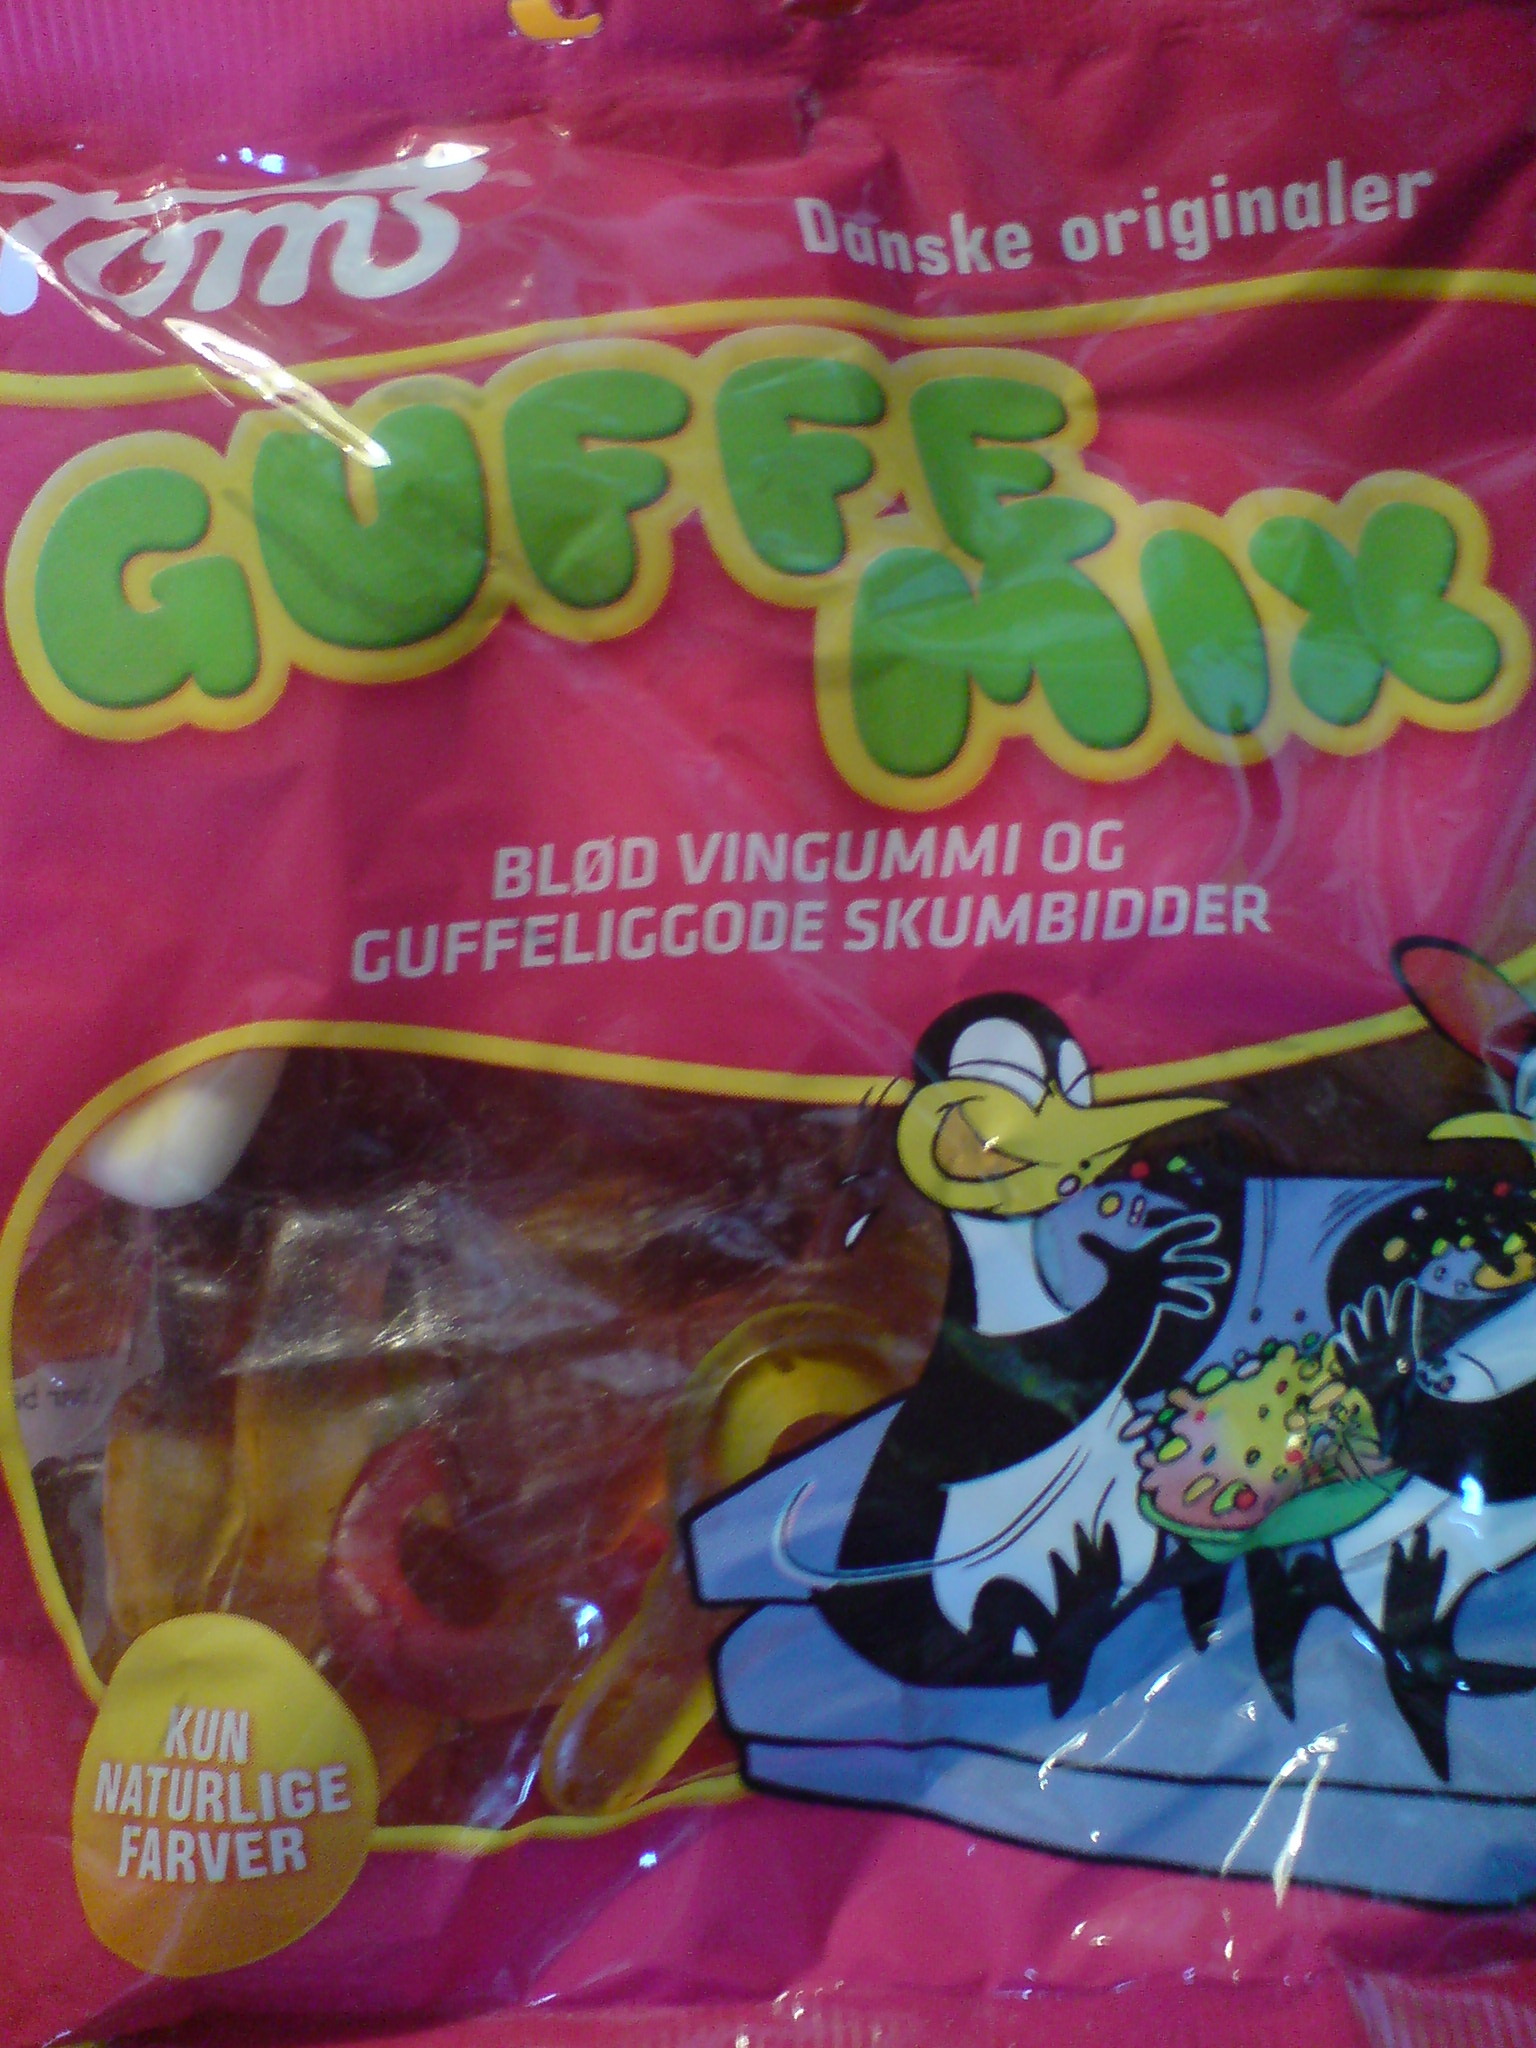 Toms
Danske originaler
GUFFE
MIX
BLØD VINGUMMI OG
GUFFELIGGODE SKUMBIDDER
KUN
NATURLIGE
FARVER